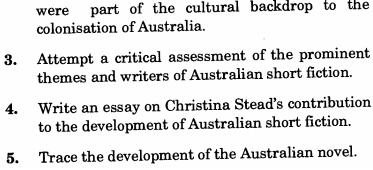 were part of the cultural backdrop to the
colonisation of Australia.
3. Attempt a critical assessment of the prominent
themes and writers of Australian short fiction.
4. Write an essay on Christina Stead's contribution
to the development of Australian short fiction.
5. Trace the development of the Australian novel.